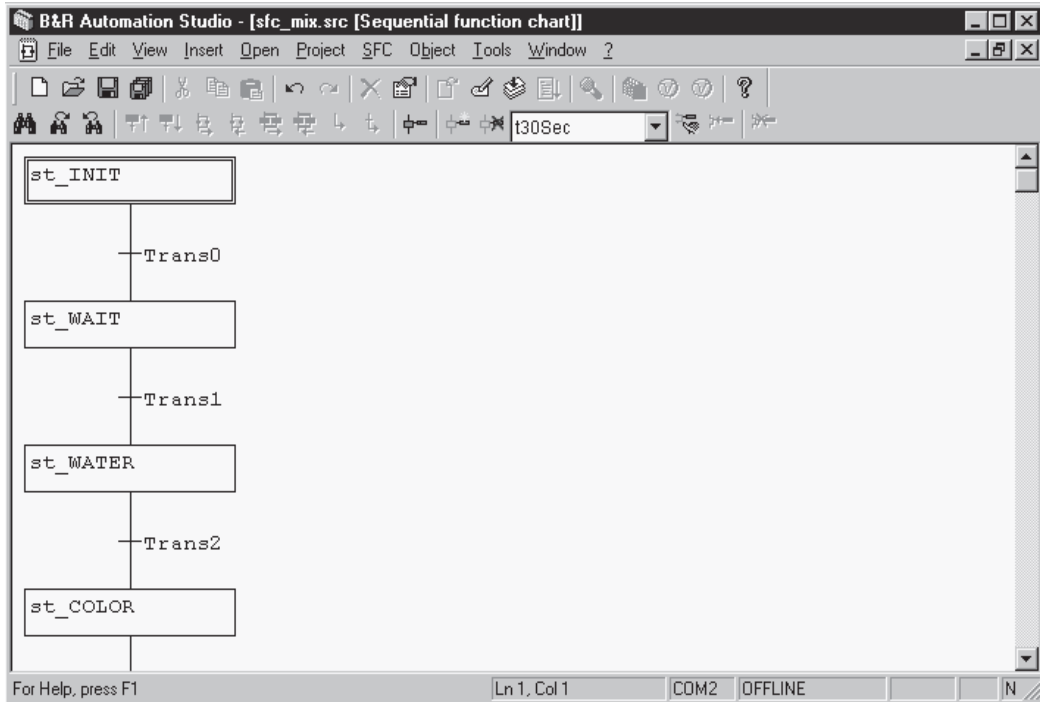 B&R Automation Studio - [sfc_mix.src [Sequential function chart]]
File Edit View Insert Open Project SFC Object Tools Window ?
t30Sec
st_INIT
Trans0
st_WAIT
Trans1
st_WATER
Trans2
st_COLOR
For Help, press F1 Ln 1, Col 1 COM2 OFFLINE N